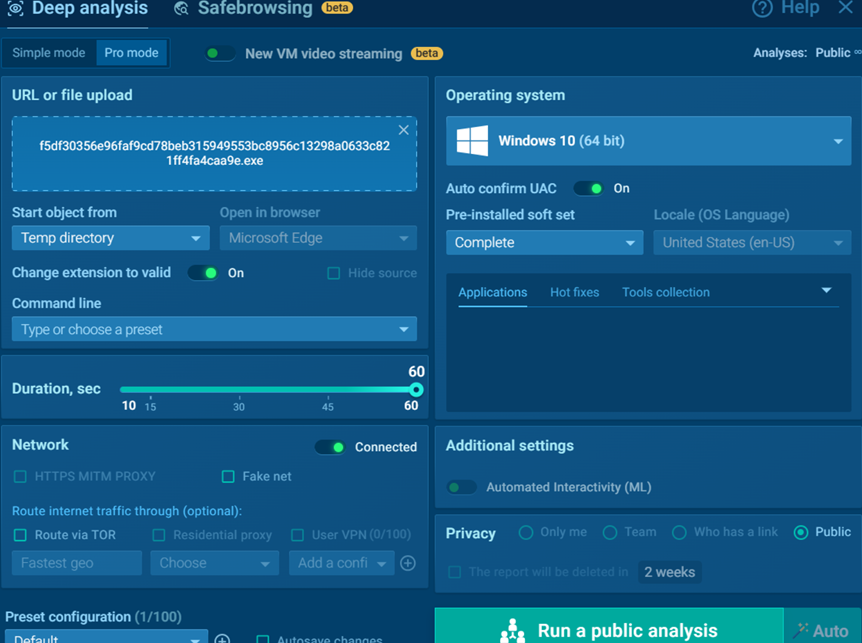 Deep analysis Safebrowsing beta Help
Simple mode Pro mode New VM video streaming beta Analyses: Public ∞
URL or file upload
f5df30356e96faf9cd78beb315949553bc8956c13298a0633c82
1ff4fa4caa9e.exe
Start object from Open in browser
Temp directory Microsoft Edge
Change extension to valid On Hide source
Command line
Type or choose a preset
Duration, sec
60
10 15 30 45 60
Network Connected
HTTPS MITM PROXY Fake net
Route internet traffic through (optional):
Route via TOR Residential proxy User VPN (0/100)
Fastest geo Choose Add a confi
Preset configuration (1/100)
Default Autosave changes
Operating system
Windows 10 (64 bit)
Auto confirm UAC On
Pre-installed soft set Locale (OS Language)
Complete United States (en-US)
Applications Hot fixes Tools collection
Additional settings
Automated Interactivity (ML)
Privacy Only me Team Who has a link Public
The report will be deleted in 2 weeks
Run a public analysis Auto